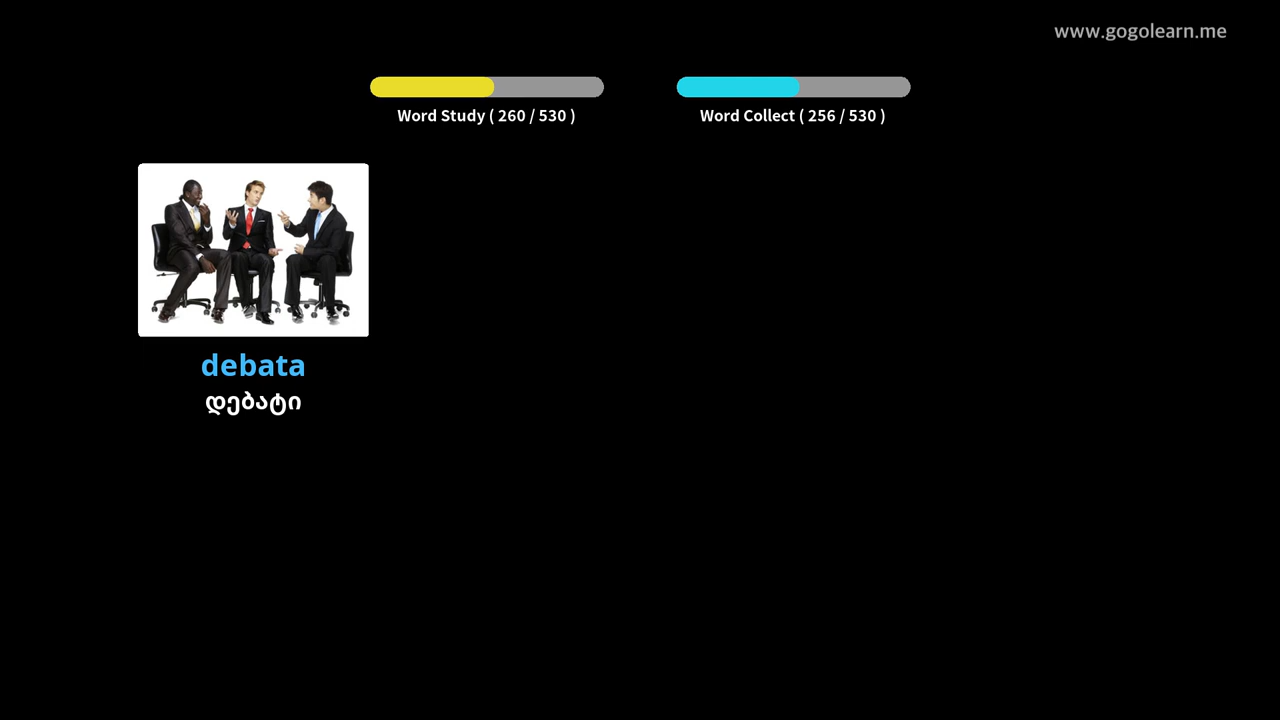 www.gogolearn.me
Word Study ( 260 / 530 )
Word Collect ( 256 / 530 )
debata
დებატი